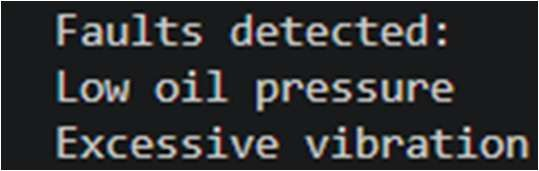 Faults detected:
Low oil pressure
Excessive vibration